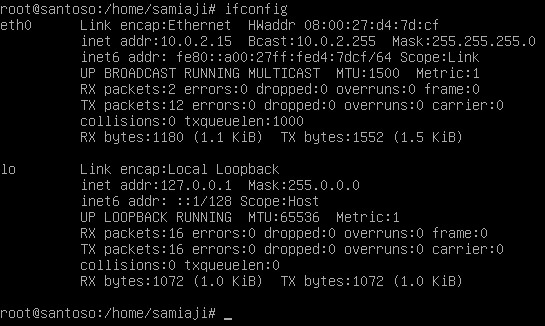 root@santoso:/home/samiaji# ifconfig
eth0      Link encap:Ethernet  HWaddr 08:00:27:d4:7d:cf
          inet addr:10.0.2.15  Bcast:10.0.2.255  Mask:255.255.255.0
          inet6 addr: fe80::a00:27ff:fed4:7dcf/64 Scope:Link
          UP BROADCAST RUNNING MULTICAST  MTU:1500  Metric:1
          RX packets:2 errors:0 dropped:0 overruns:0 frame:0
          TX packets:12 errors:0 dropped:0 overruns:0 carrier:0
          collisions:0 txqueuelen:1000
          RX bytes:1180 (1.1 KiB)  TX bytes:1552 (1.5 KiB)

lo        Link encap:Local Loopback
          inet addr:127.0.0.1  Mask:255.0.0.0
          inet6 addr: ::1/128 Scope:Host
          UP LOOPBACK RUNNING  MTU:65536  Metric:1
          RX packets:16 errors:0 dropped:0 overruns:0 frame:0
          TX packets:16 errors:0 dropped:0 overruns:0 carrier:0
          collisions:0 txqueuelen:0
          RX bytes:1072 (1.0 KiB)  TX bytes:1072 (1.0 KiB)

root@santoso:/home/samiaji# _